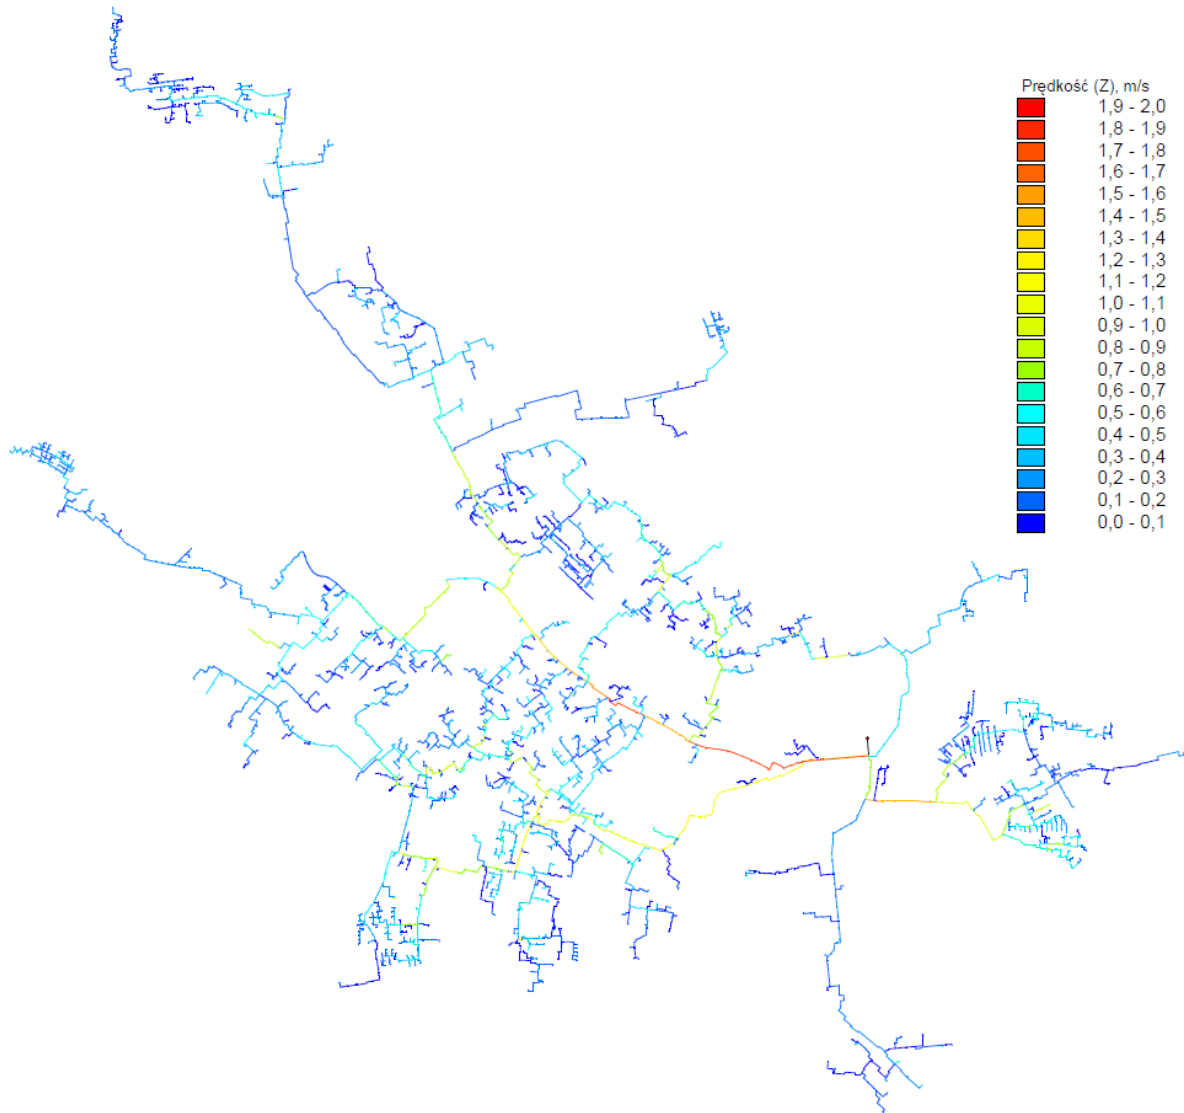 Prędkość (Z), m/s
1,9 - 2,0
1,8 - 1,9
1,7 - 1,8
1,6 - 1,7
1,5 - 1,6
1,4 - 1,5
1,3 - 1,4
1,2 - 1,3
1,1 - 1,2
1,0 - 1,1
0,9 - 1,0
0,8 - 0,9
0,7 - 0,8
0,6 - 0,7
0,5 - 0,6
0,4 - 0,5
0,3 - 0,4
0,2 - 0,3
0,1 - 0,2
0,0 - 0,1